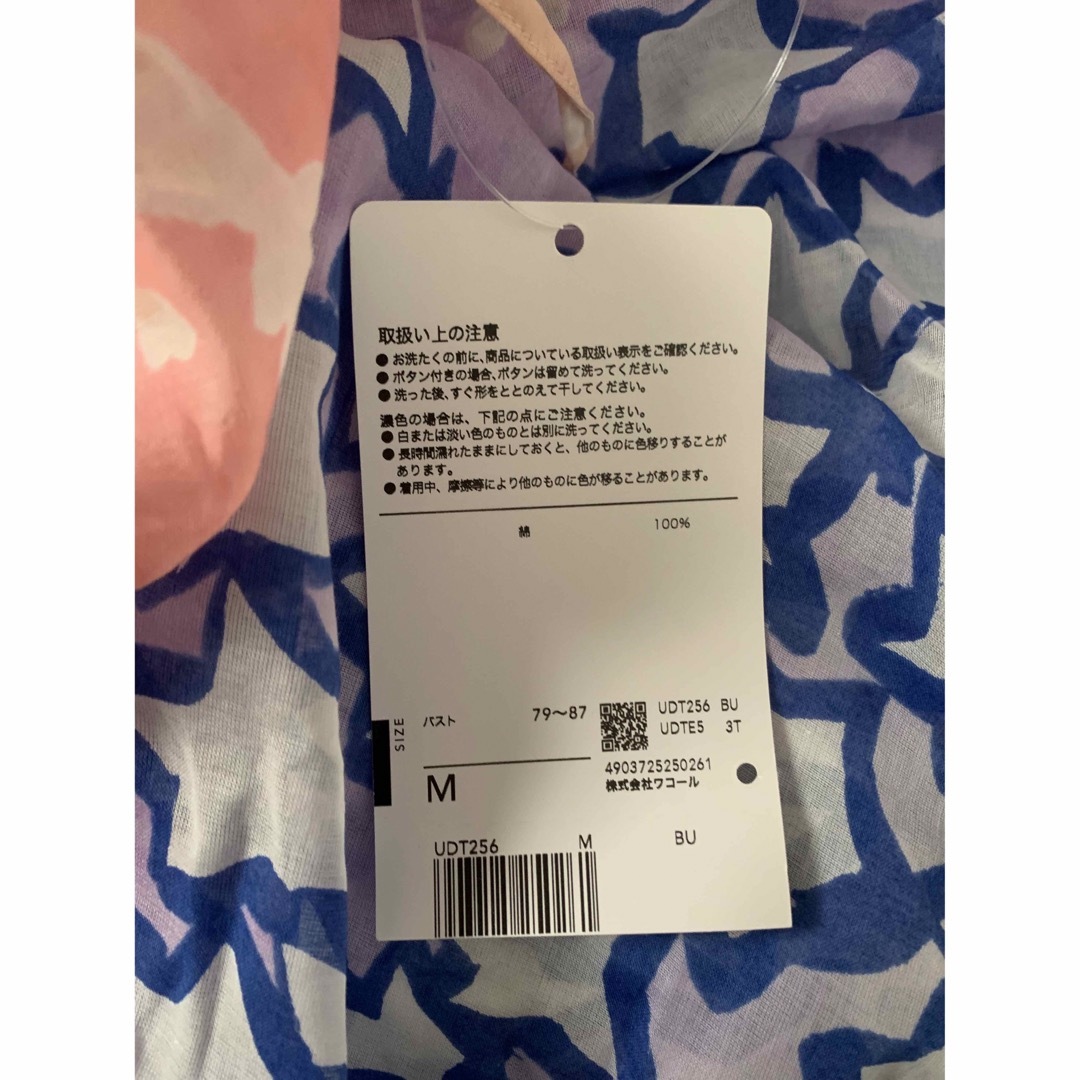 取扱い上の注意
●お洗たくの前に、商品についている取扱い表示をご確認ください。
●ボタン付きの場合、ボタンは留めて洗ってください。
●洗った後、すぐ形をととのえて干してください。
濃色の場合は、下記の点にご注意ください。
●白または淡い色のものとは別に洗ってください。
●長時間濡れたままにしておくと、他のものに色移りすることが
あります。
●着用中、摩擦等により他のものに色が移ることがあります。
綿 100%
SIZE
バスト 79〜87
M
UDT256 BU
UDTE5 3T
4903725250261
株式会社ワコール
UDT256 M BU